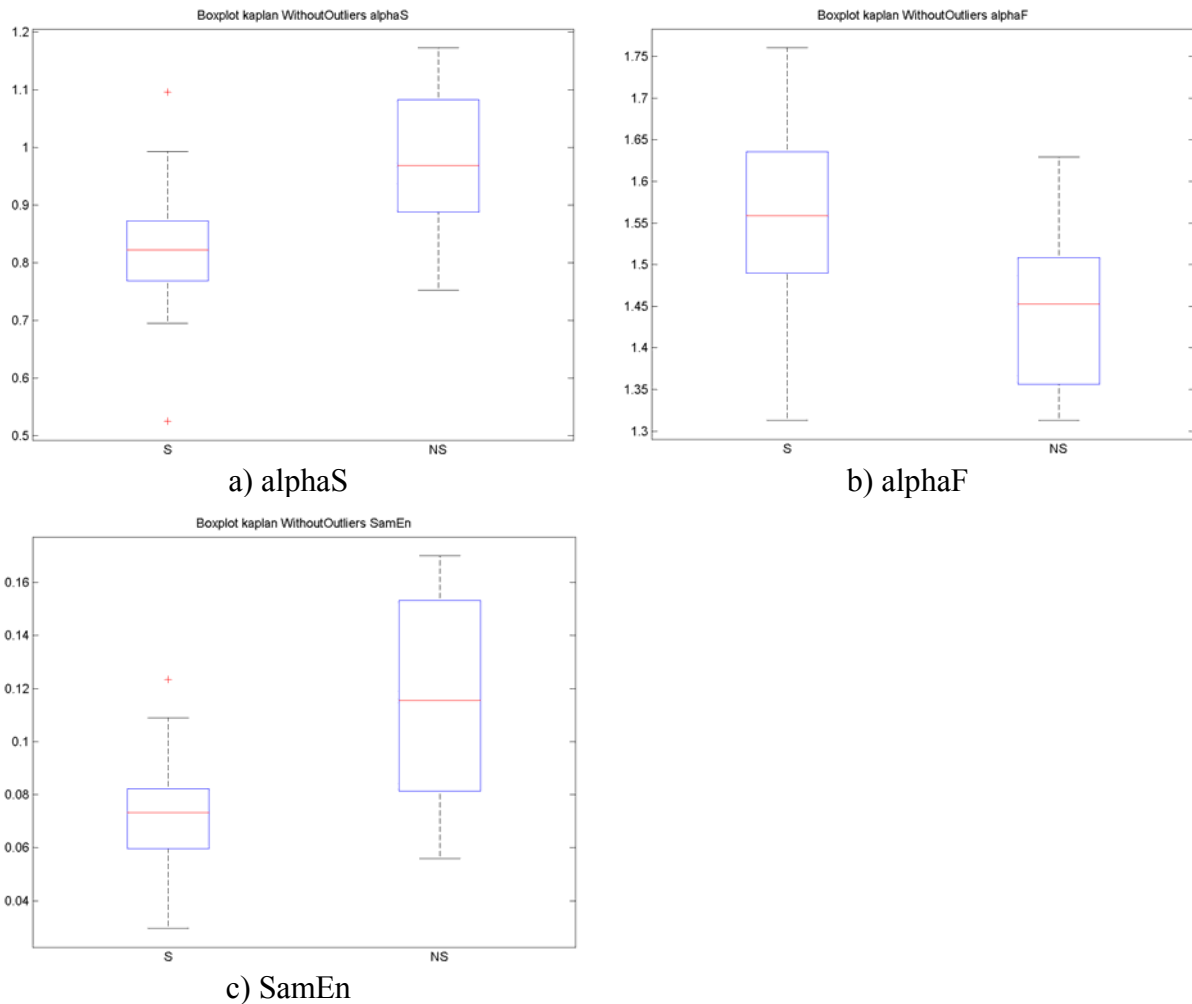 Boxplot kaplan WithoutOutliers alphaS
1.2
1.1
1
0.9
0.8
0.7
0.6
0.5
S NS
a) alphaS
Boxplot kaplan WithoutOutliers alphaF
1.75
1.7
1.65
1.6
1.55
1.5
1.45
1.4
1.35
1.3
S NS
b) alphaF
Boxplot kaplan WithoutOutliers SamEn
0.16
0.14
0.12
0.1
0.08
0.06
0.04
S NS
c) SamEn